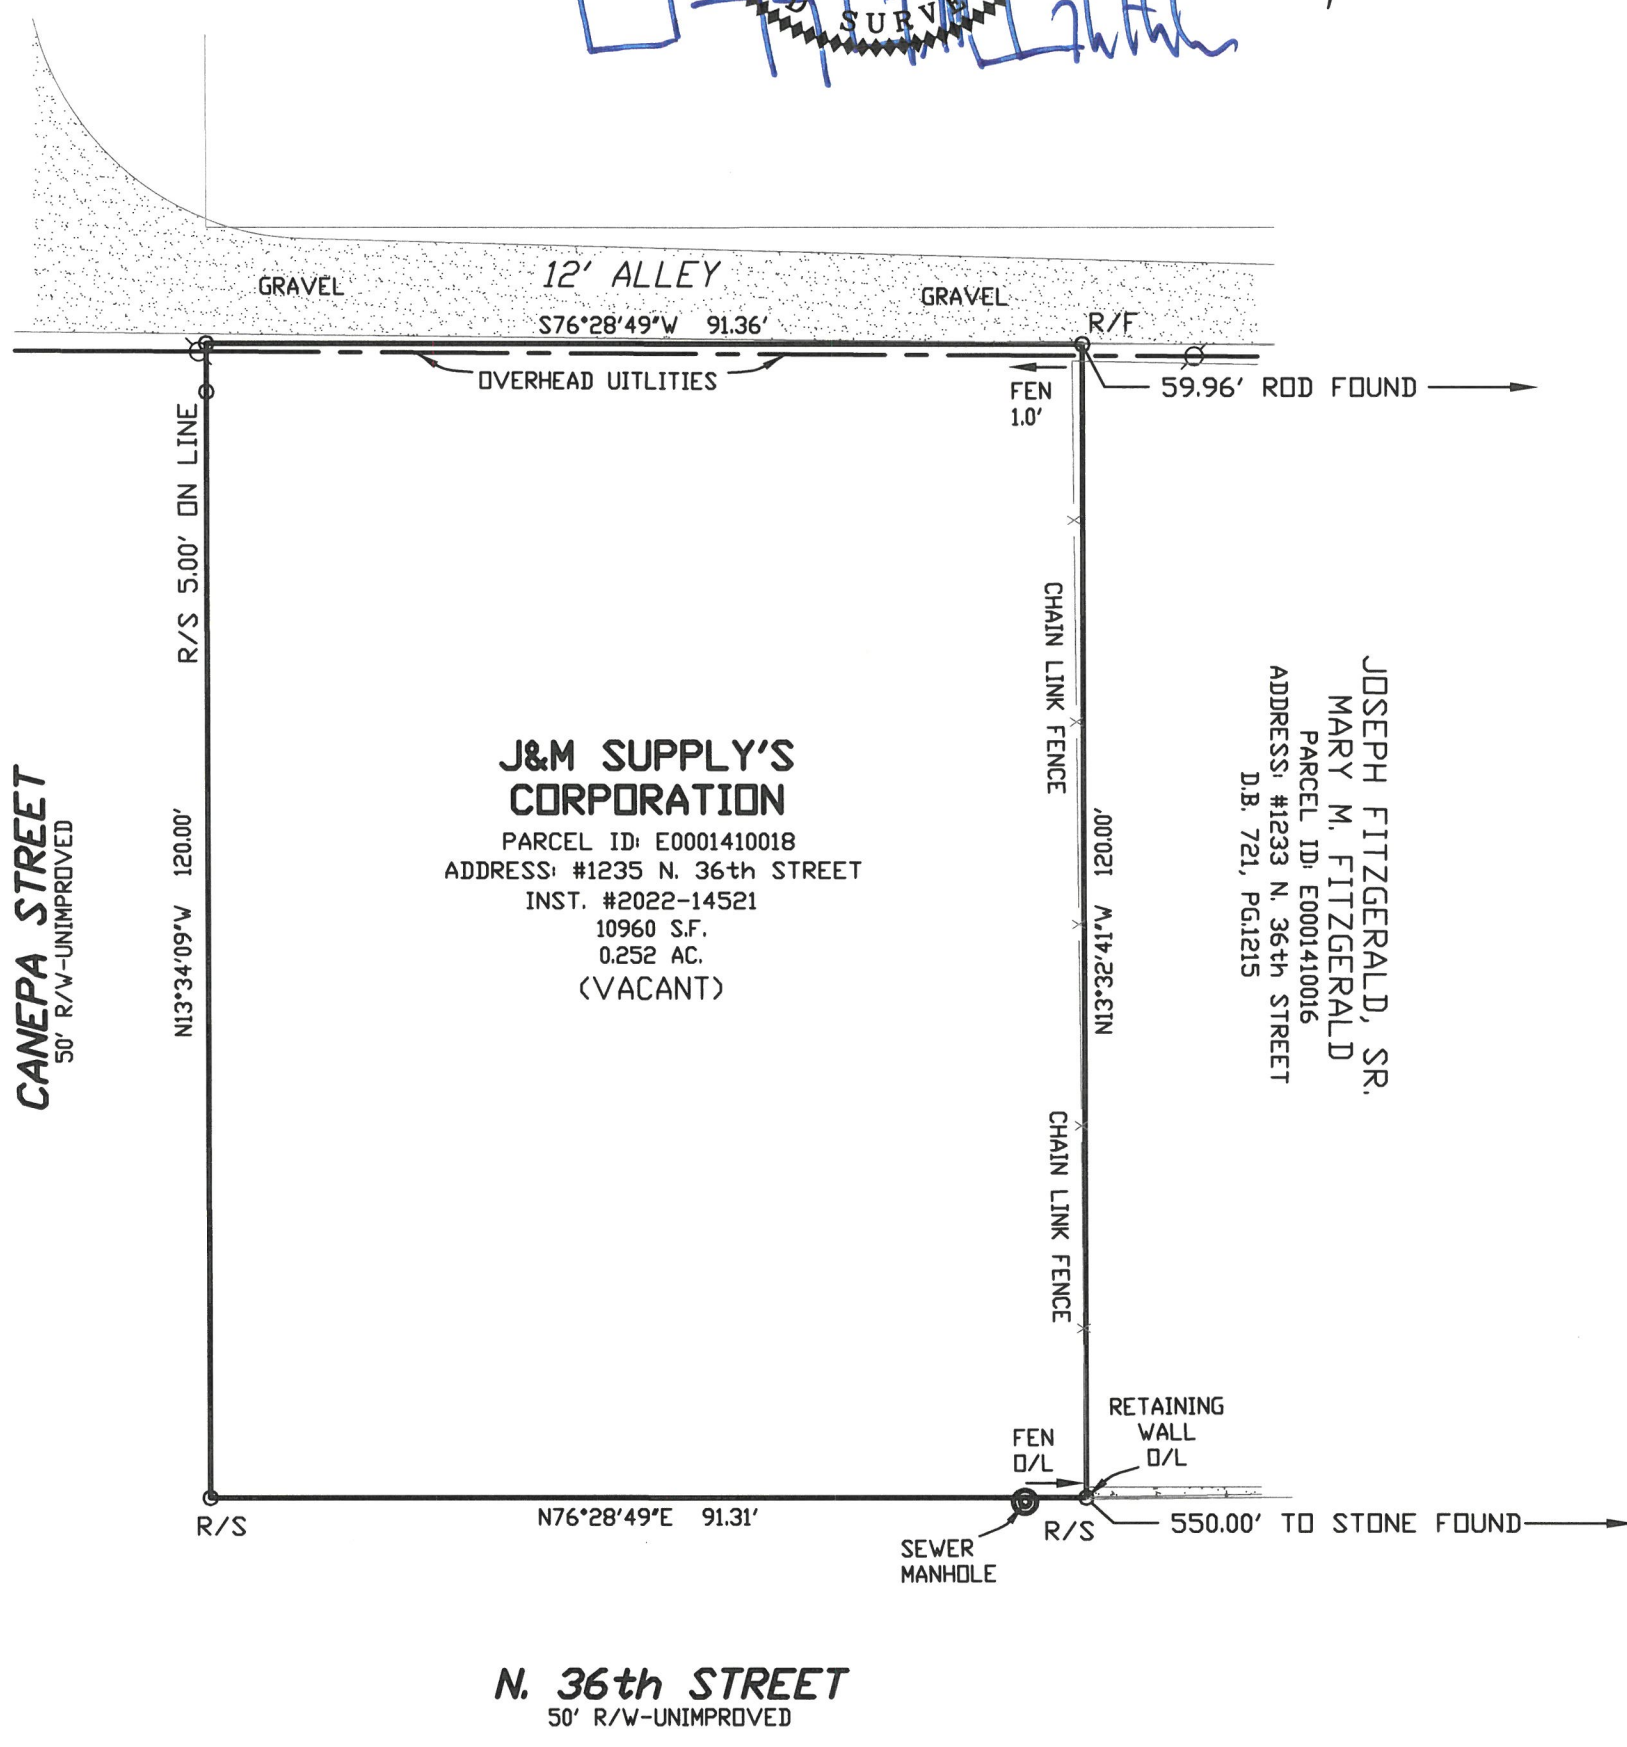 SURVE
12' ALLEY
GRAVEL
GRAVEL
S76°28'49"W 91.36'
R/F
OVERHEAD UITLITIES
FEN
1.0'
59.96' ROD FOUND
R/S 5.00' ON LINE
CHAIN LINK FENCE
J&M SUPPLY'S
CORPORATION
PARCEL ID: E0001410018
ADDRESS: #1235 N. 36th STREET
INST. #2022-14521
10960 S.F.
0.252 AC.
(VACANT)
CANEPA STREET
50' R/W-UNIMPROVED
N13°34'09"W 120.00'
N13°32'41"W 120.00'
JOSEPH FITZGERALD, SR.
MARY M. FITZGERALD
PARCEL ID: E0001410016
ADDRESS: #1233 N. 36th STREET
D.B. 721, PG.1215
CHAIN LINK FENCE
RETAINING
WALL
O/L
FEN
O/L
R/S
N76°28'49"E 91.31'
R/S
550.00' TO STONE FOUND
SEWER
MANHOLE
N. 36th STREET
50' R/W-UNIMPROVED